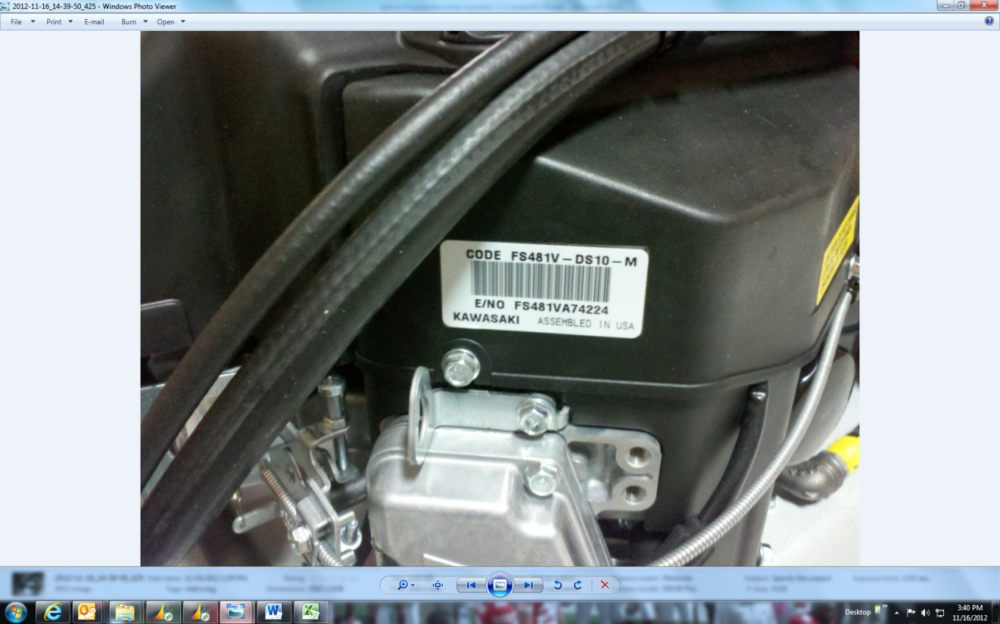 2012-11-16_14-39-50_425 - Windows Photo Viewer
File Print E-mail Burn Open
CODE FS481V-DS10-M
E/NO FS481VA74224
KAWASAKI ASSEMBLED IN USA
Desktop
3:40 PM
11/16/2012